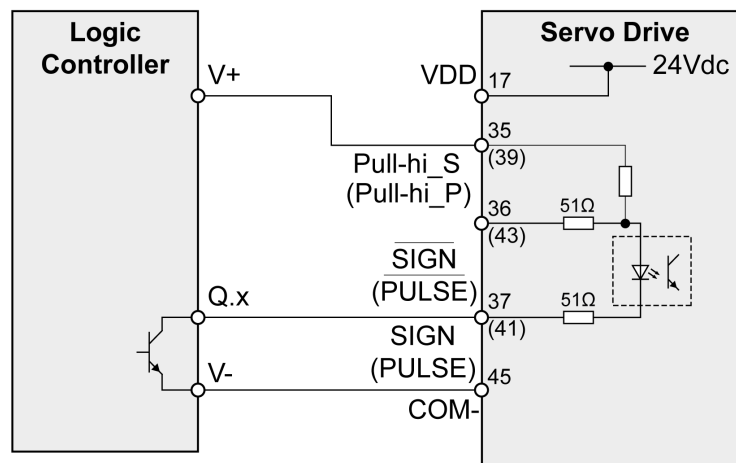 Logic
Controller
Servo Drive
V+
VDD
17
24Vdc
35
(39)
Pull-hi_S
(Pull-hi_P)
36
(43)
51Ω
SIGN
(PULSE)
Q.x
37
(41)
51Ω
SIGN
(PULSE)
V-
45
COM-